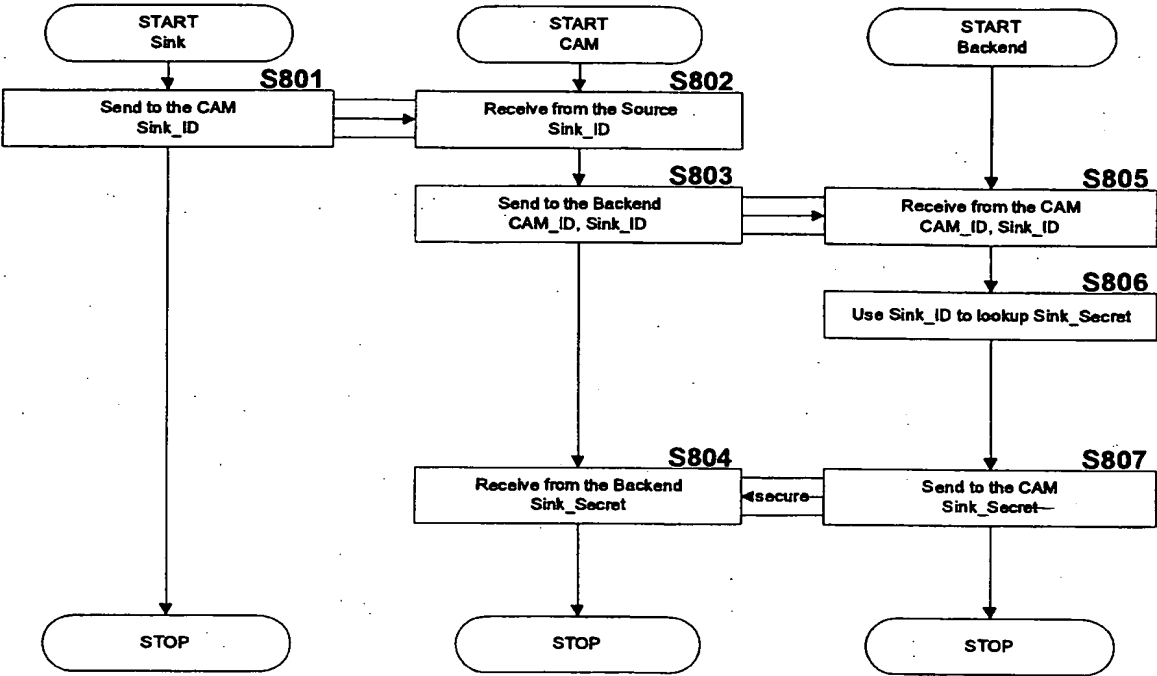 START
Sink
START
CAM
START
Backend
S801
Send to the CAM
Sink_ID
S802
Receive from the Source
Sink_ID
S803
Send to the Backend
CAM_ID, Sink_ID
S805
Receive from the CAM
CAM_ID, Sink_ID
S806
Use Sink_ID to lookup Sink_Secret
S804
Receive from the Backend
Sink_Secret
secure
S807
Send to the CAM
Sink_Secret
STOP
STOP
STOP